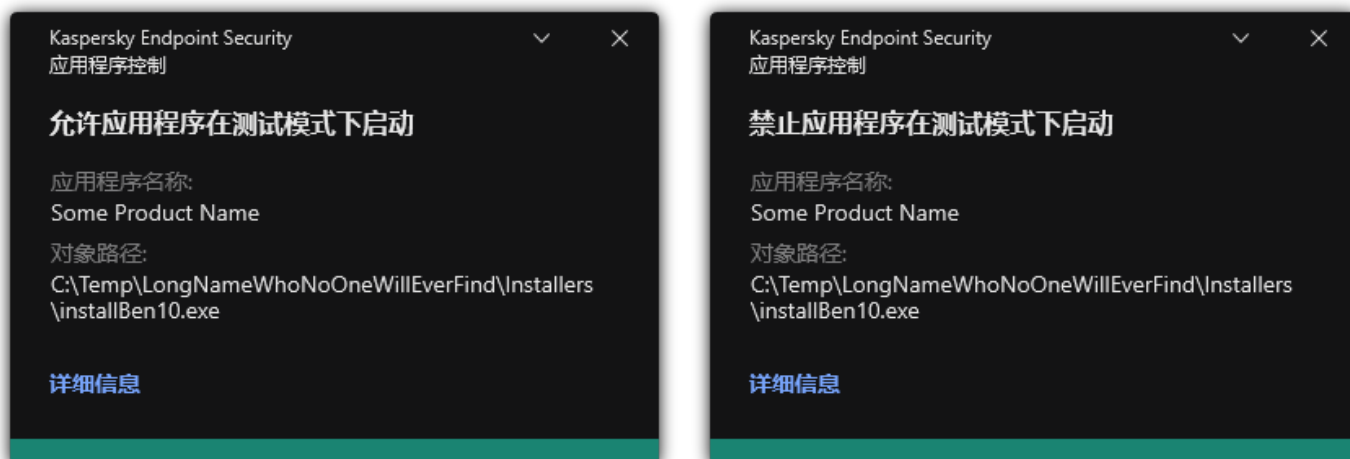 Kaspersky Endpoint Security
应用程序控制
允许应用程序在测试模式下启动
应用程序名称:
Some Product Name
对象路径:
C:\Temp\LongNameWhoNoOneWillEverFind\Installers
\installBen10.exe
详细信息
Kaspersky Endpoint Security
应用程序控制
禁止应用程序在测试模式下启动
应用程序名称:
Some Product Name
对象路径:
C:\Temp\LongNameWhoNoOneWillEverFind\Installers
\installBen10.exe
详细信息